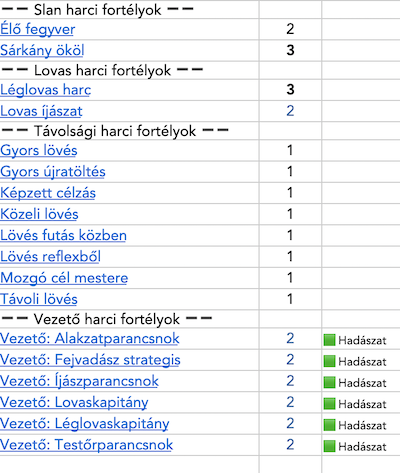 —— Slan harci fortélyok ——
Élő fegyver 2
Sárkány ököl 3
—— Lovas harci fortélyok ——
Léglovas harc 3
Lovas íjászat 2
—— Távolsági harci fortélyok ——
Gyors lövés 1
Gyors újratöltés 1
Képzett célzás 1
Közeli lövés 1
Lövés futás közben 1
Lövés reflexből 1
Mozgó cél mestere 1
Távoli lövés 1
—— Vezető harci fortélyok ——
Vezető: Alakzatparancsnok 2 Hadászat
Vezető: Fejvadász strategis 2 Hadászat
Vezető: Íjászparancsnok 2 Hadászat
Vezető: Lovaskapitány 2 Hadászat
Vezető: Léglovaskapitány 2 Hadászat
Vezető: Testőrparancsnok 2 Hadászat